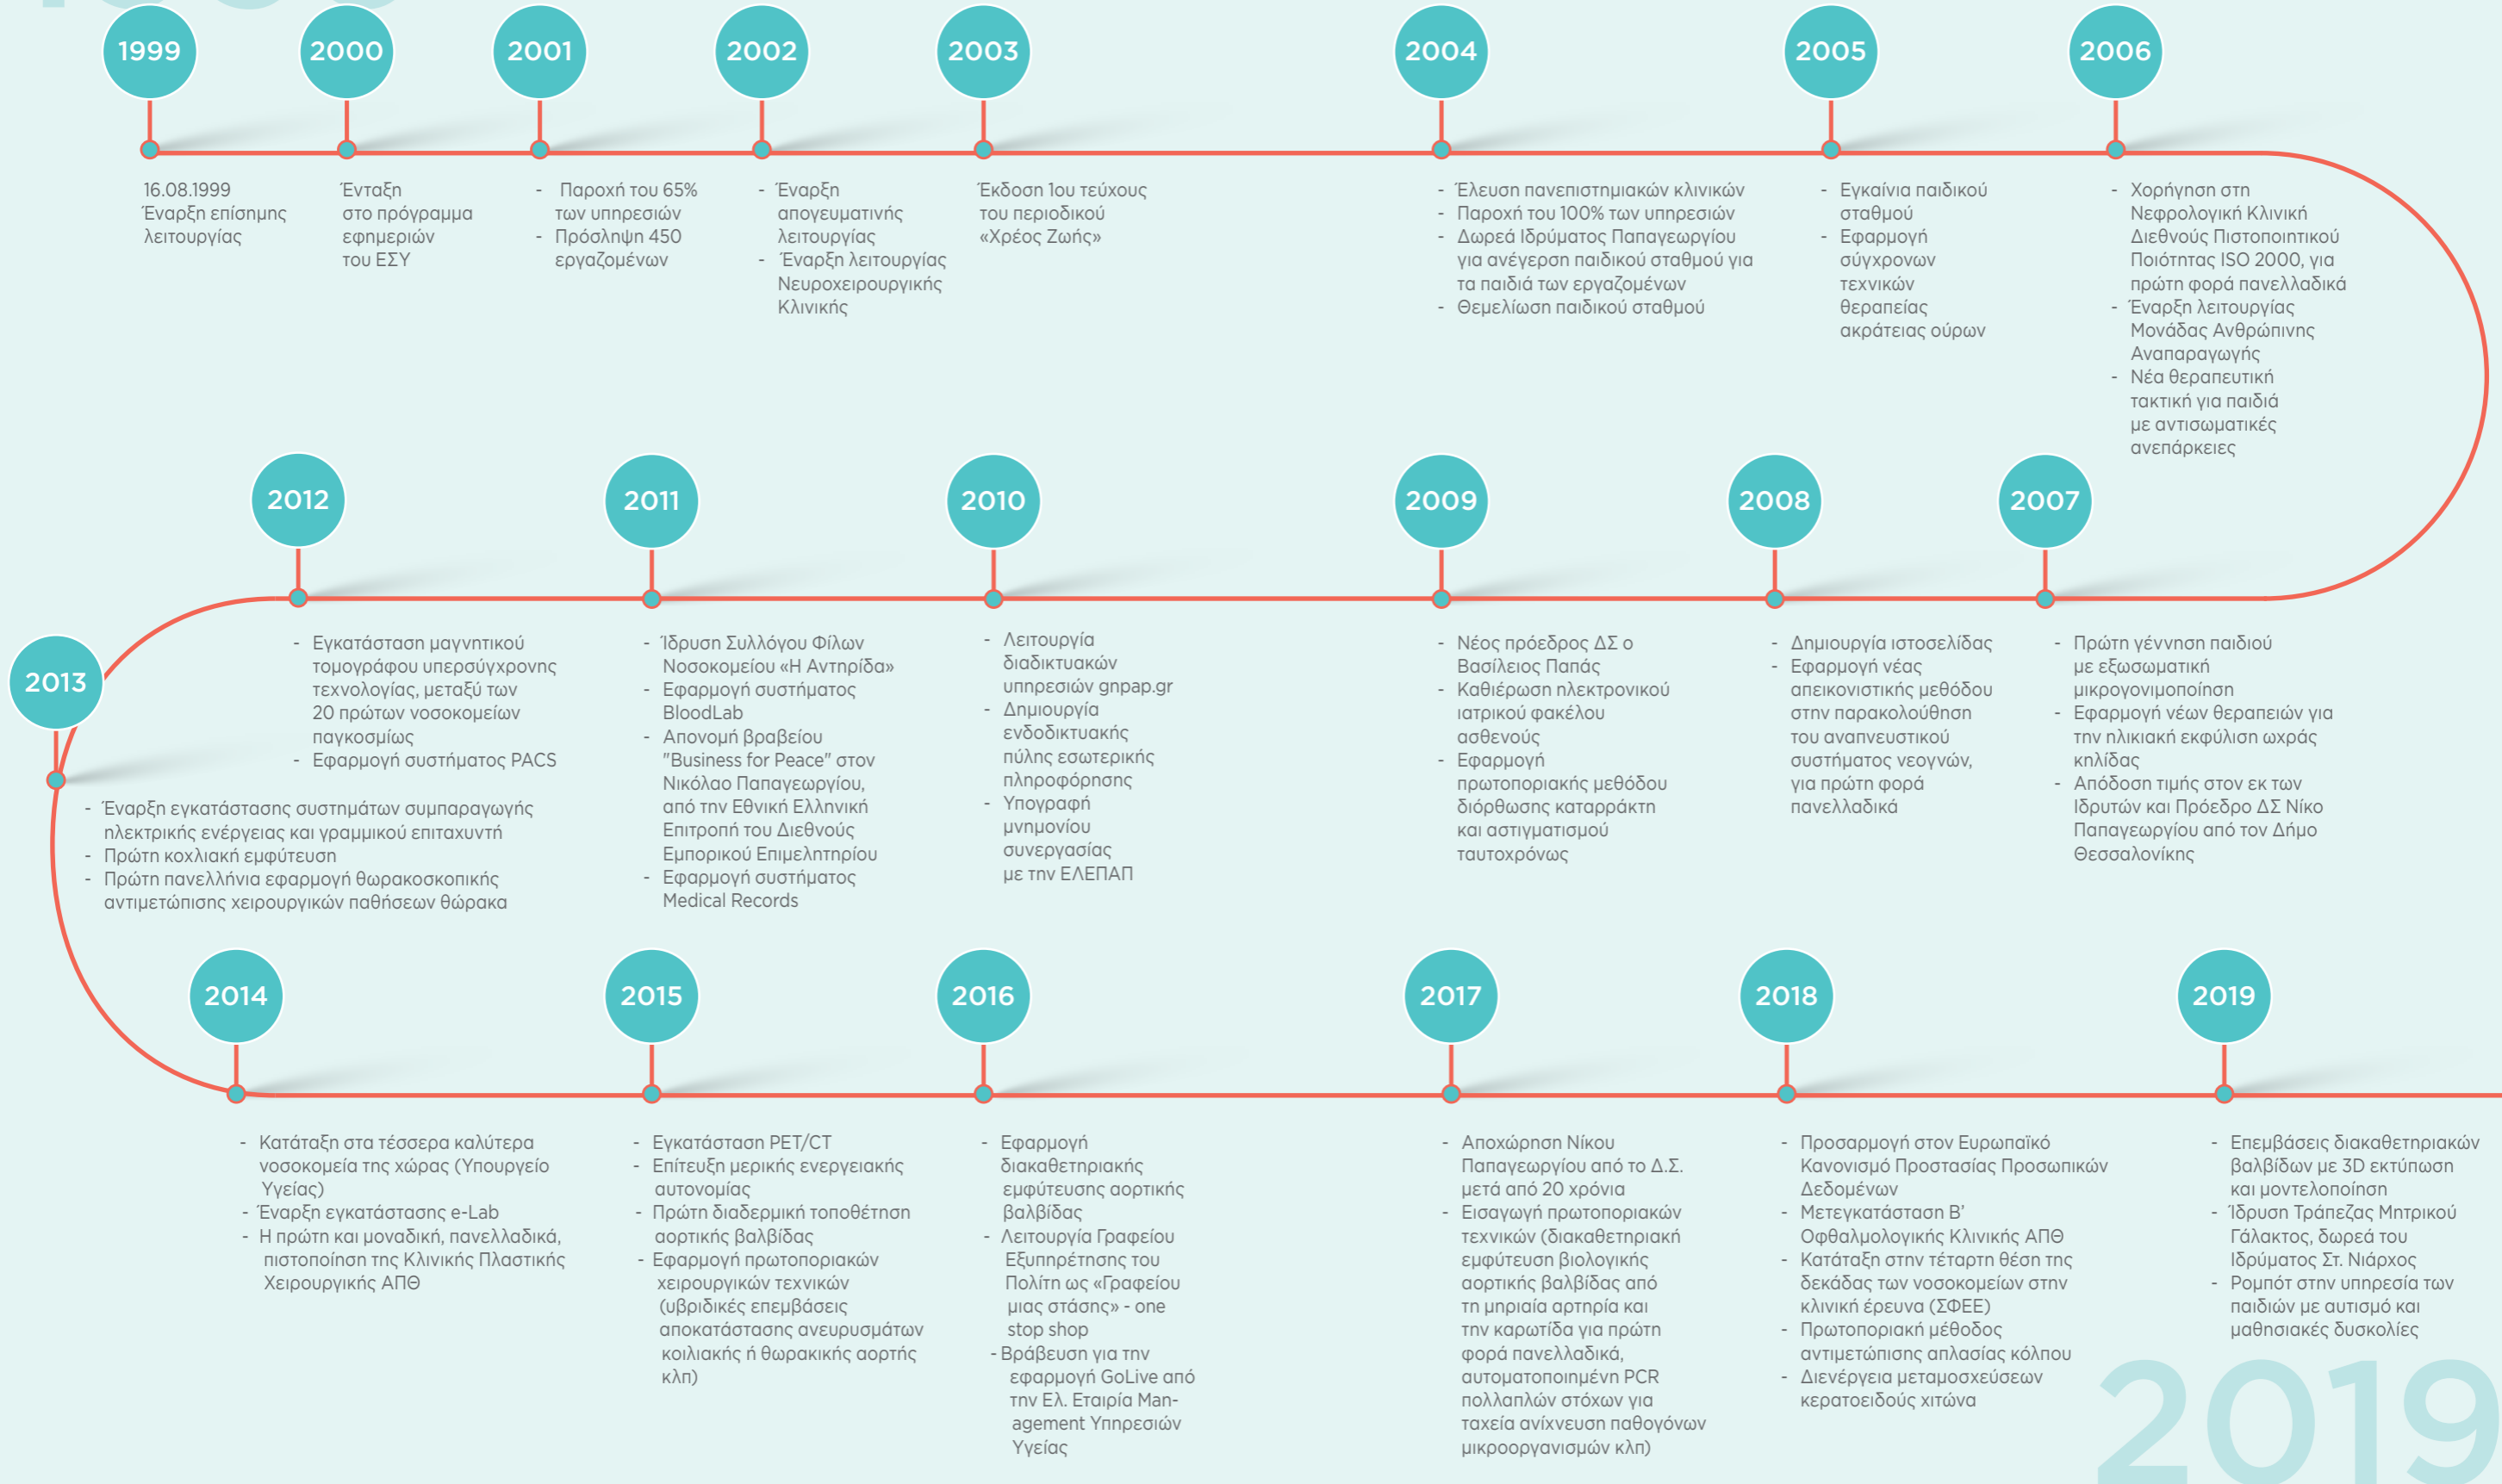 1999
16.08.1999
Έναρξη επίσημης
λειτουργίας
2000
Ένταξη
στο πρόγραμμα
εφημεριών
του ΕΣΥ
2001
- Παροχή του 65%
των υπηρεσιών
- Πρόσληψη 450
εργαζομένων
2002
- Έναρξη
απογευματινής
λειτουργίας
- Έναρξη λειτουργίας
Νευροχειρουργικής
Κλινικής
2003
Έκδοση 1ου τεύχους
του περιοδικού
«Χρέος Ζωής»
2004
- Έλευση πανεπιστημιακών κλινικών
- Παροχή του 100% των υπηρεσιών
- Δωρεά Ιδρύματος Παπαγεωργίου
για ανέγερση παιδικού σταθμού για
τα παιδιά των εργαζομένων
- Θεμελίωση παιδικού σταθμού
2005
- Εγκαίνια παιδικού
σταθμού
- Εφαρμογή
σύγχρονων
τεχνικών
θεραπείας
ακράτειας ούρων
2006
- Χορήγηση στη
Νεφρολογική Κλινική
Διεθνούς Πιστοποιητικού
Ποιότητας ISO 2000, για
πρώτη φορά πανελλαδικά
- Έναρξη λειτουργίας
Μονάδας Ανθρώπινης
Αναπαραγωγής
- Νέα θεραπευτική
τακτική για παιδιά
με αντισωματικές
ανεπάρκειες
2007
- Πρώτη γέννηση παιδιού
με εξωσωματική
μικρογονιμοποίηση
- Εφαρμογή νέων θεραπειών για
την ηλικιακή εκφύλιση ωχράς
κηλίδας
- Απόδοση τιμής στον εκ των
Ιδρυτών και Πρόεδρο ΔΣ Νίκο
Παπαγεωργίου από τον Δήμο
Θεσσαλονίκης
2008
- Δημιουργία ιστοσελίδας
- Εφαρμογή νέας
απεικονιστικής μεθόδου
στην παρακολούθηση
του αναπνευστικού
συστήματος νεογνών,
για πρώτη φορά
πανελλαδικά
2009
- Νέος πρόεδρος ΔΣ ο
Βασίλειος Παπάς
- Καθιέρωση ηλεκτρονικού
ιατρικού φακέλου
ασθενούς
- Εφαρμογή
πρωτοποριακής μεθόδου
διόρθωσης καταρράκτη
και αστιγματισμού
ταυτοχρόνως
2010
- Λειτουργία
διαδικτυακών
υπηρεσιών gnpap.gr
- Δημιουργία
ενδοδικτυακής
πύλης εσωτερικής
πληροφόρησης
- Υπογραφή
μνημονίου
συνεργασίας
με την ΕΛΕΠΑΠ
2011
- Ίδρυση Συλλόγου Φίλων
Νοσοκομείου «Η Αντηρίδα»
- Εφαρμογή συστήματος
BloodLab
- Απονομή βραβείου
"Business for Peace" στον
Νικόλαο Παπαγεωργίου,
από την Εθνική Ελληνική
Επιτροπή του Διεθνούς
Εμπορικού Επιμελητηρίου
- Εφαρμογή συστήματος
Medical Records
2012
- Εγκατάσταση μαγνητικού
τομογράφου υπερσύγχρονης
τεχνολογίας, μεταξύ των
20 πρώτων νοσοκομείων
παγκοσμίως
- Εφαρμογή συστήματος PACS
2013
- Έναρξη εγκατάστασης συστημάτων συμπαραγωγής
ηλεκτρικής ενέργειας και γραμμικού επιταχυντή
- Πρώτη κοχλιακή εμφύτευση
- Πρώτη πανελλήνια εφαρμογή θωρακοσκοπικής
αντιμετώπισης χειρουργικών παθήσεων θώρακα
2014
- Κατάταξη στα τέσσερα καλύτερα
νοσοκομεία της χώρας (Υπουργείο
Υγείας)
- Έναρξη εγκατάστασης e-Lab
- Η πρώτη και μοναδική, πανελλαδικά,
πιστοποίηση της Κλινικής Πλαστικής
Χειρουργικής ΑΠΘ
2015
- Εγκατάσταση PET/CT
- Επίτευξη μερικής ενεργειακής
αυτονομίας
- Πρώτη διαδερμική τοποθέτηση
αορτικής βαλβίδας
- Εφαρμογή πρωτοποριακών
χειρουργικών τεχνικών
(υβριδικές επεμβάσεις
αποκατάστασης ανευρυσμάτων
κοιλιακής ή θωρακικής αορτής
κλπ)
2016
- Εφαρμογή
διακαθετηριακής
εμφύτευσης αορτικής
βαλβίδας
- Λειτουργία Γραφείου
Εξυπηρέτησης του
Πολίτη ως «Γραφείου
μιας στάσης» - one
stop shop
- Βράβευση για την
εφαρμογή GoLive από
την Ελ. Εταιρία Man-
agement Υπηρεσιών
Υγείας
2017
- Αποχώρηση Νίκου
Παπαγεωργίου από το Δ.Σ.
μετά από 20 χρόνια
- Εισαγωγή πρωτοποριακών
τεχνικών (διακαθετηριακή
εμφύτευση βιολογικής
αορτικής βαλβίδας από
τη μηριαία αρτηρία και
την καρωτίδα για πρώτη
φορά πανελλαδικά,
αυτοματοποιημένη PCR
πολλαπλών στόχων για
ταχεία ανίχνευση παθογόνων
μικροοργανισμών κλπ)
2018
- Προσαρμογή στον Ευρωπαϊκό
Κανονισμό Προστασίας Προσωπικών
Δεδομένων
- Μετεγκατάσταση Β’
Οφθαλμολογικής Κλινικής ΑΠΘ
- Κατάταξη στην τέταρτη θέση της
δεκάδας των νοσοκομείων στην
κλινική έρευνα (ΣΦΕΕ)
- Πρωτοποριακή μέθοδος
αντιμετώπισης απλασίας κόλπου
- Διενέργεια μεταμοσχεύσεων
κερατοειδούς χιτώνα
2019
- Επεμβάσεις διακαθετηριακών
βαλβίδων με 3D εκτύπωση
και μοντελοποίηση
- Ίδρυση Τράπεζας Μητρικού
Γάλακτος, δωρεά του
Ιδρύματος Στ. Νιάρχος
- Ρομπότ στην υπηρεσία των
παιδιών με αυτισμό και
μαθησιακές δυσκολίες
2019